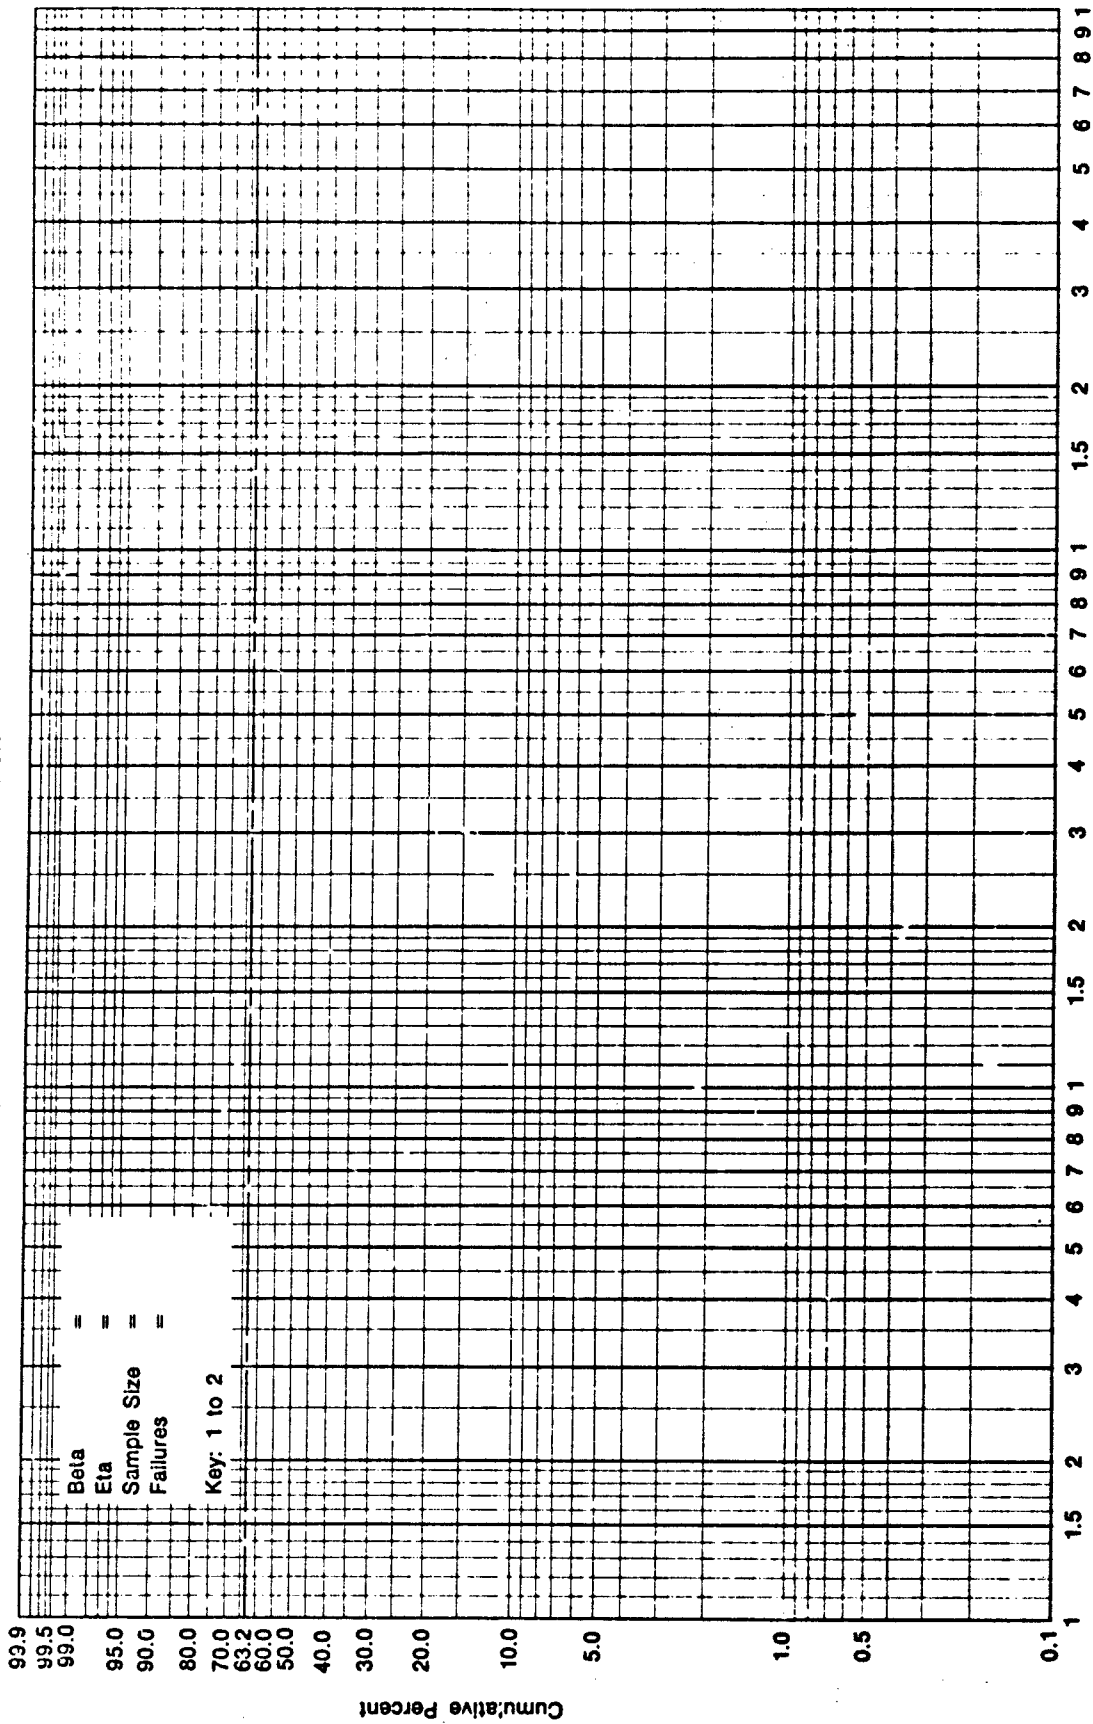 99.9
99.5
99.0
95.0
90.0
80.0
70.0
63.2
60.0
50.0
40.0
30.0
20.0
10.0
5.0
1.0
0.5
0.1
Cumulative Percent
Beta =
Eta =
Sample Size =
Failures =
Key: 1 to 2
1 1.5 2 3 4 5 6 7 8 9 1 1.5 2 3 4 5 6 7 8 9 1 1.5 2 3 4 5 6 7 8 9 1